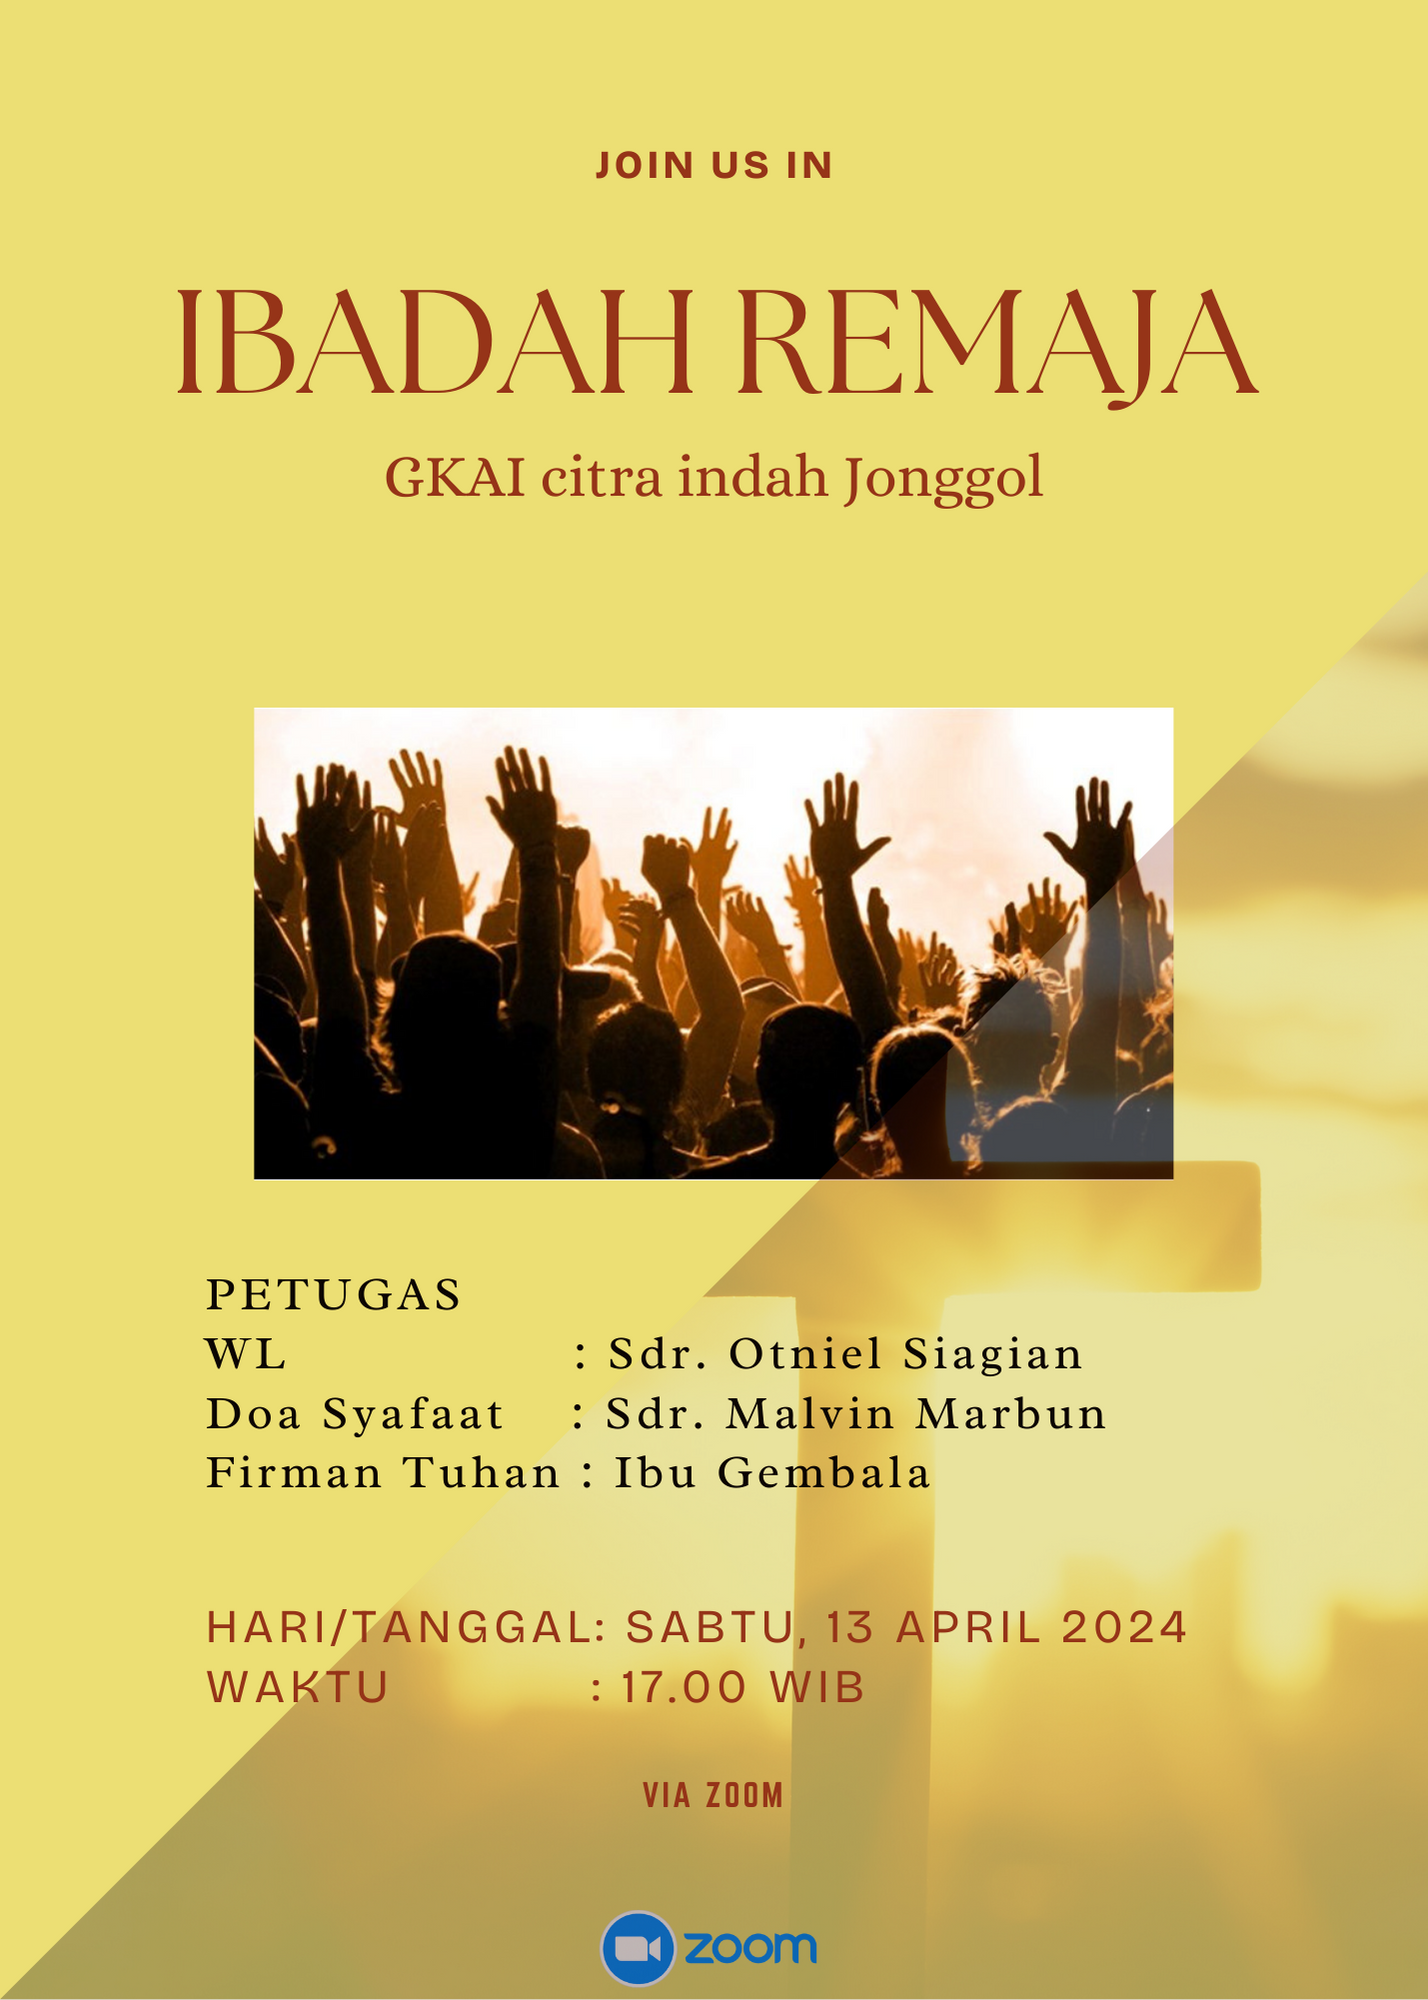 JOIN US IN
IBADAH REMAJA
GKAI citra indah Jonggol
PETUGAS
WL : Sdr. Otniel Siagian
Doa Syafaat : Sdr. Malvin Marbun
Firman Tuhan : Ibu Gembala
HARI/TANGGAL: SABTU, 13 APRIL 2024
WAKTU : 17.00 WIB
VIA ZOOM
zoom